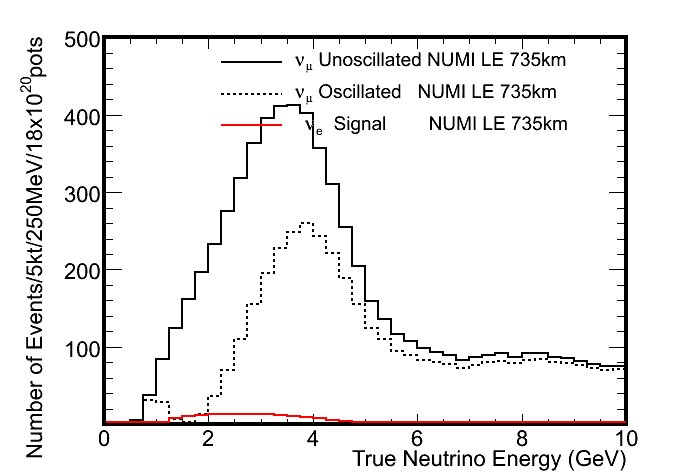 500
400
300
200
100
ν_μ Unoscillated NUMI LE 735km
ν_μ Oscillated NUMI LE 735km
ν_e Signal NUMI LE 735km
Number of Events/5kt/250MeV/18x10^20pots
0 2 4 6 8 10
True Neutrino Energy (GeV)